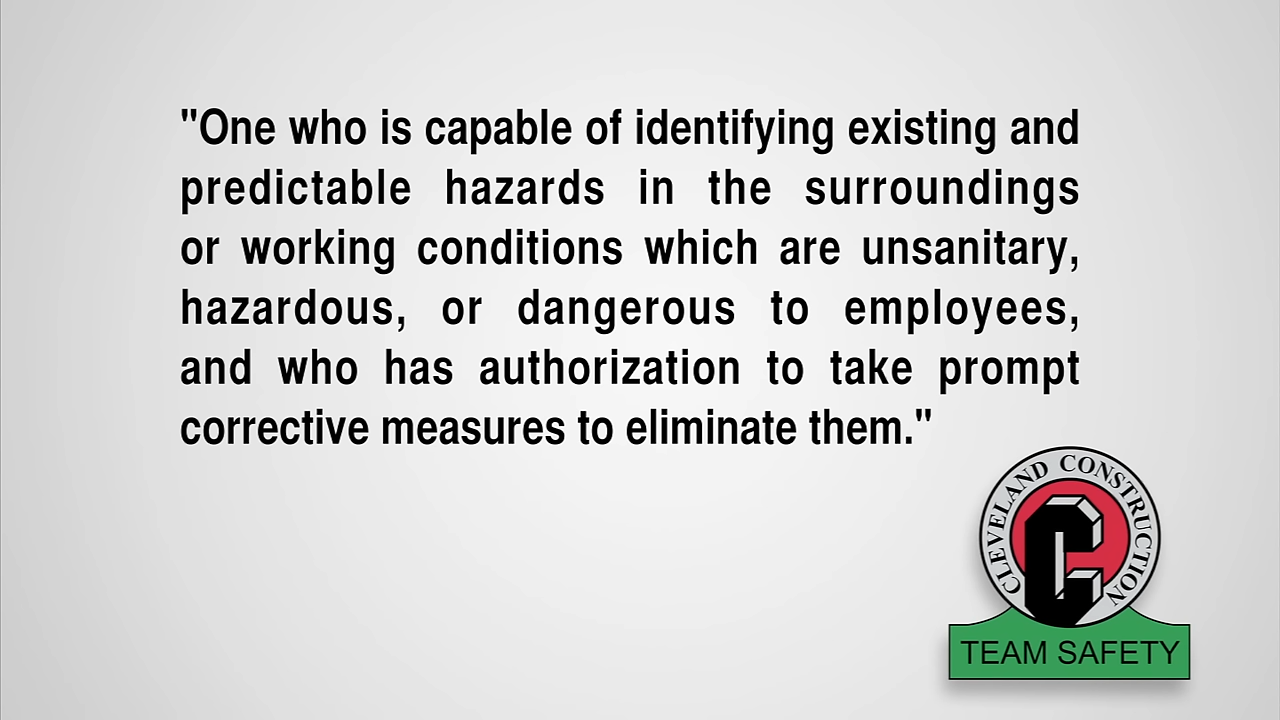 "One who is capable of identifying existing and
predictable hazards in the surroundings
or working conditions which are unsanitary,
hazardous, or dangerous to employees,
and who has authorization to take prompt
corrective measures to eliminate them."
CLEVELAND CONSTRUCTION
C
TEAM SAFETY